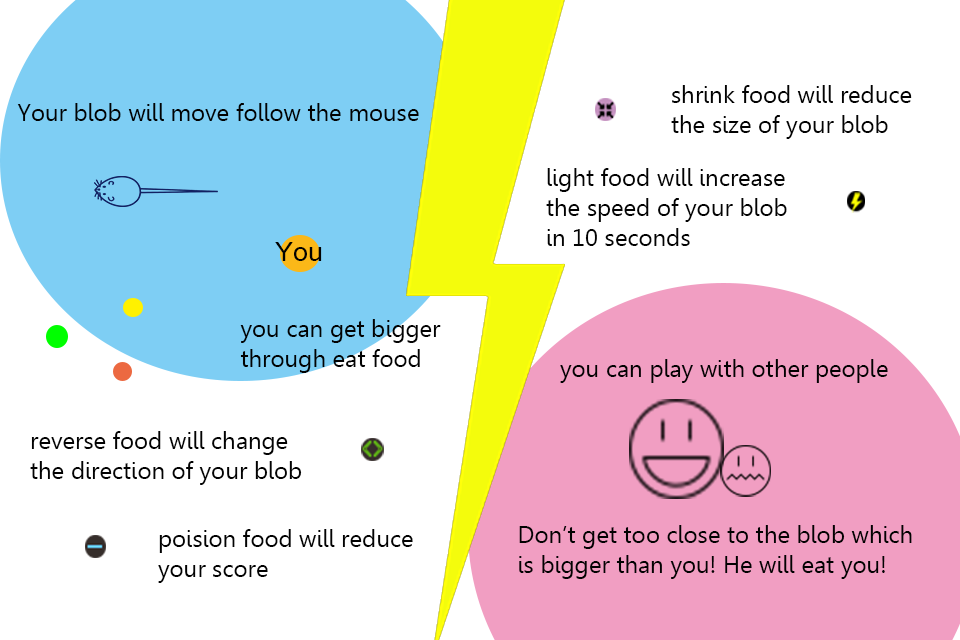 Your blob will move follow the mouse
You
you can get bigger
through eat food
reverse food will change
the direction of your blob
poision food will reduce
your score
shrink food will reduce
the size of your blob
light food will increase
the speed of your blob
in 10 seconds
you can play with other people
Don’t get too close to the blob which
is bigger than you! He will eat you!